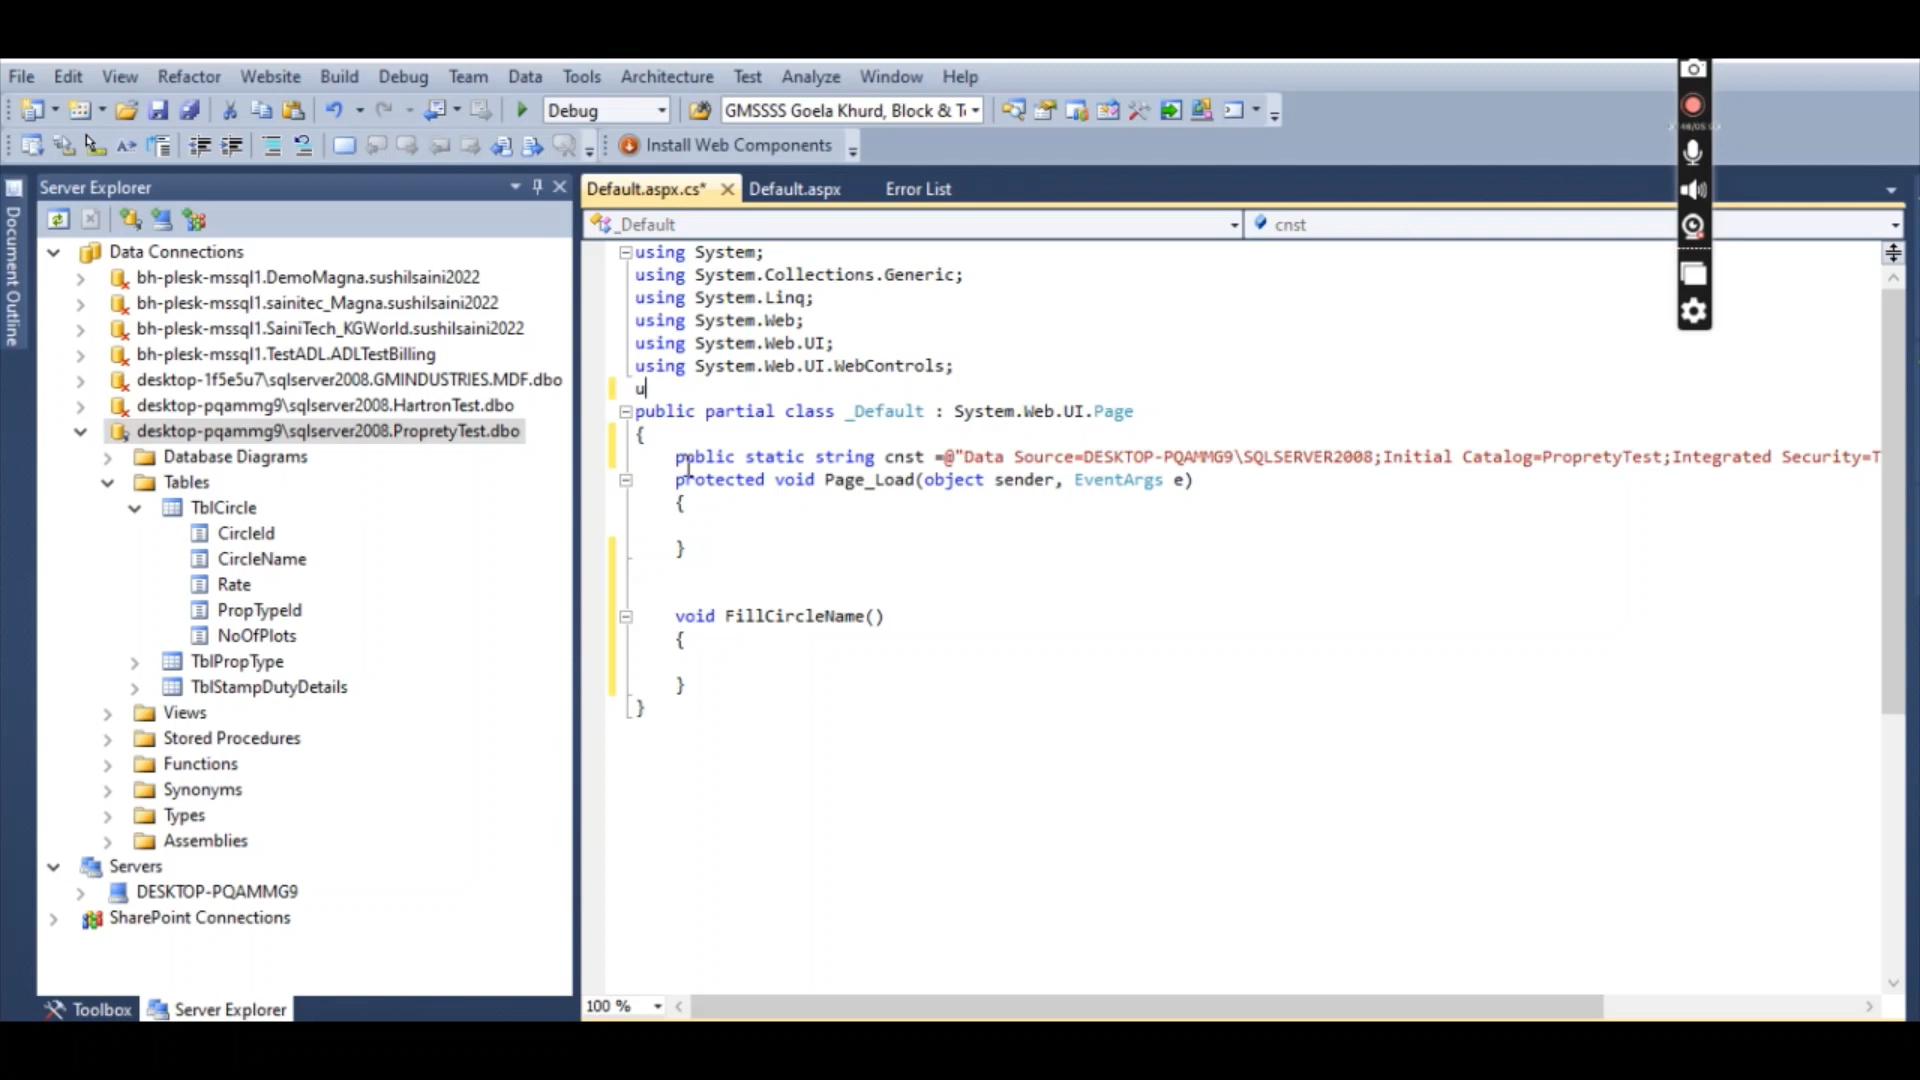 File Edit View Refactor Website Build Debug Team Data Tools Architecture Test Analyze Window Help
Debug GMSSSS Goela Khurd, Block & T
Install Web Components
Document Outline
Server Explorer
Data Connections
bh-plesk-mssql1.DemoMagna.sushilsaini2022
bh-plesk-mssql1.sainitec_Magna.sushilsaini2022
bh-plesk-mssql1.SainiTech_KGWorld.sushilsaini2022
bh-plesk-mssql1.TestADL.ADLTestBilling
desktop-1f5e5u7\sqlserver2008.GMINDUSTRIES.MDF.dbo
desktop-pqammg9\sqlserver2008.HartronTest.dbo
desktop-pqammg9\sqlserver2008.PropretyTest.dbo
Database Diagrams
Tables
TblCircle
CircleId
CircleName
Rate
PropTypeId
NoOfPlots
TblPropType
TblStampDutyDetails
Views
Stored Procedures
Functions
Synonyms
Types
Assemblies
Servers
DESKTOP-PQAMMG9
SharePoint Connections
Toolbox Server Explorer
Default.aspx.cs* Default.aspx Error List
_Default cnst
using System;
using System.Collections.Generic;
using System.Linq;
using System.Web;
using System.Web.UI;
using System.Web.UI.WebControls;
u
public partial class _Default : System.Web.UI.Page
{
public static string cnst =@"Data Source=DESKTOP-PQAMMG9\SQLSERVER2008;Initial Catalog=PropretyTest;Integrated Security=T
protected void Page_Load(object sender, EventArgs e)
{
}
void FillCircleName()
{
}
}
100 %